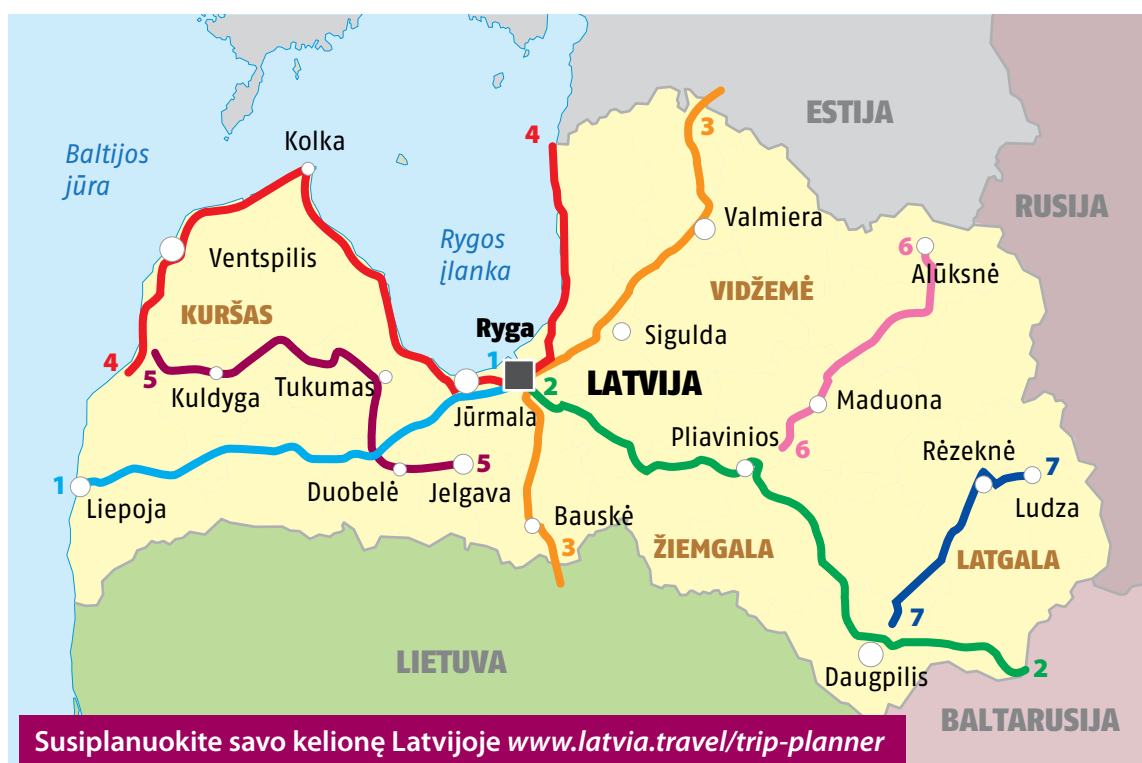 ESTIJA
3
4
Kolka
Baltijos
jūra
RUSIJA
Valmiera
Rygos
įlanka
6
Ventspilis
Alūksnė
VIDŽEMĖ
KURŠAS
Ryga
Sigulda
1
4
5
2
LATVIJA
Tukumas
Kuldyga
Jūrmala
Maduona
Pliavinios
6
Rėzeknė
7
5
1
Duobelė
Jelgava
Liepoja
Ludza
Bauskė
3
ŽIEMGALA
LATGALA
7
LIETUVA
Daugpilis
2
BALTARUSIJA
Susiplanuokite savo kelionę Latvijoje www.latvia.travel/trip-planner